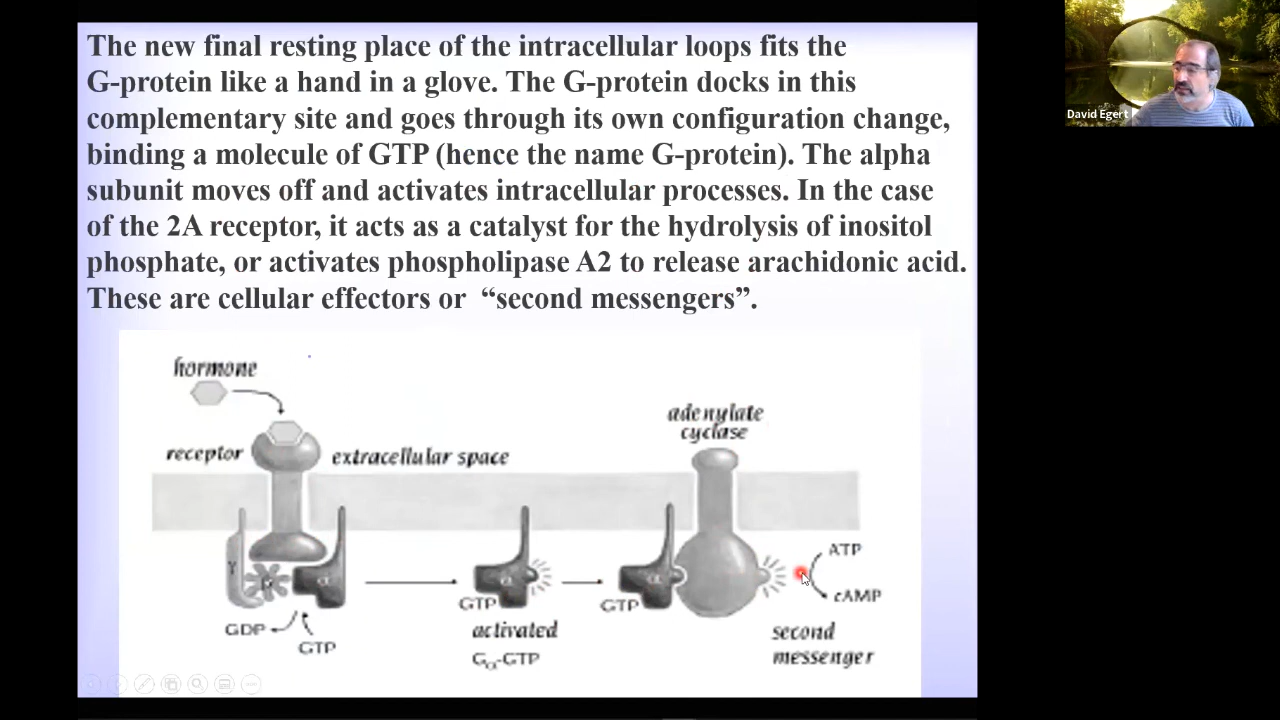 The new final resting place of the intracellular loops fits the
G-protein like a hand in a glove. The G-protein docks in this
complementary site and goes through its own configuration change,
binding a molecule of GTP (hence the name G-protein). The alpha
subunit moves off and activates intracellular processes. In the case
of the 2A receptor, it acts as a catalyst for the hydrolysis of inositol
phosphate, or activates phospholipase A2 to release arachidonic acid.
These are cellular effectors or “second messengers”.
David Egert
hormone
adenylate
cyclase
receptor
extracellular space
γ
α
α
α
ATP
cAMP
GTP
GTP
GDP
GTP
activated
Gα-GTP
second
messenger